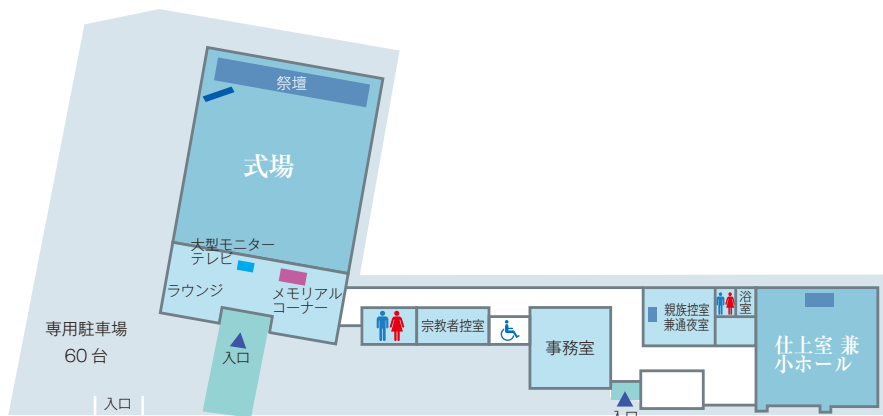 祭壇
式場
大型モニター
テレビ
ラウンジ
メモリアル
コーナー
入口
専用駐車場
60台
入口
宗教者控室
事務室
親族控室
兼通夜室
浴室
仕上室 兼
小ホール
入口